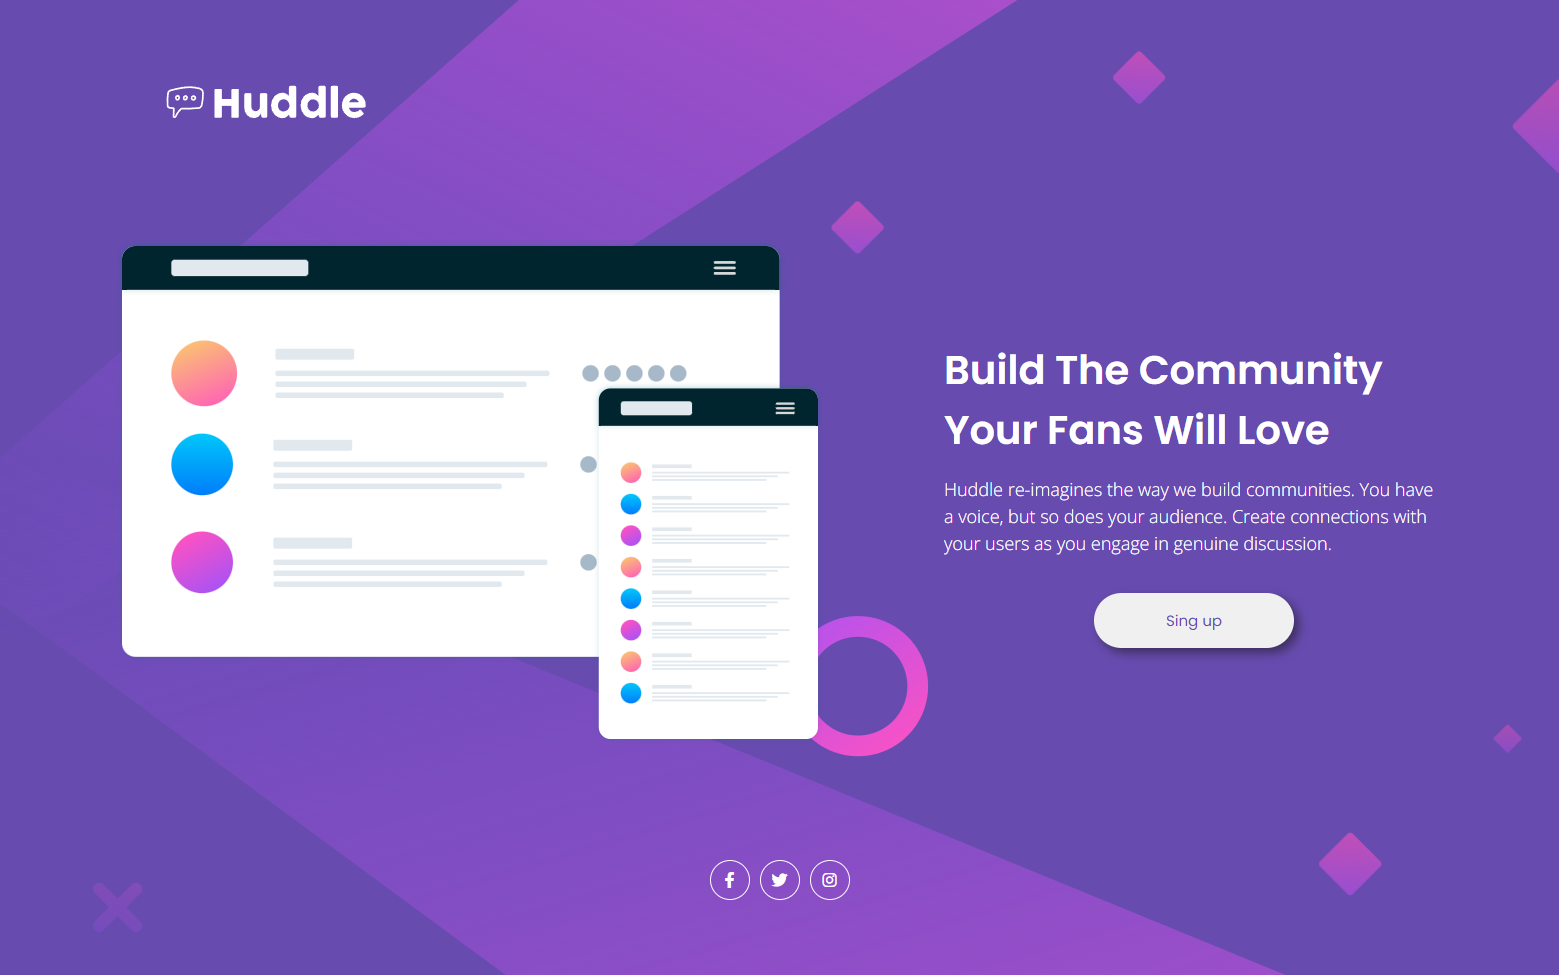 Huddle
Build The Community
Your Fans Will Love
Huddle re-imagines the way we build communities. You have
a voice, but so does your audience. Create connections with
your users as you engage in genuine discussion.
Sing up